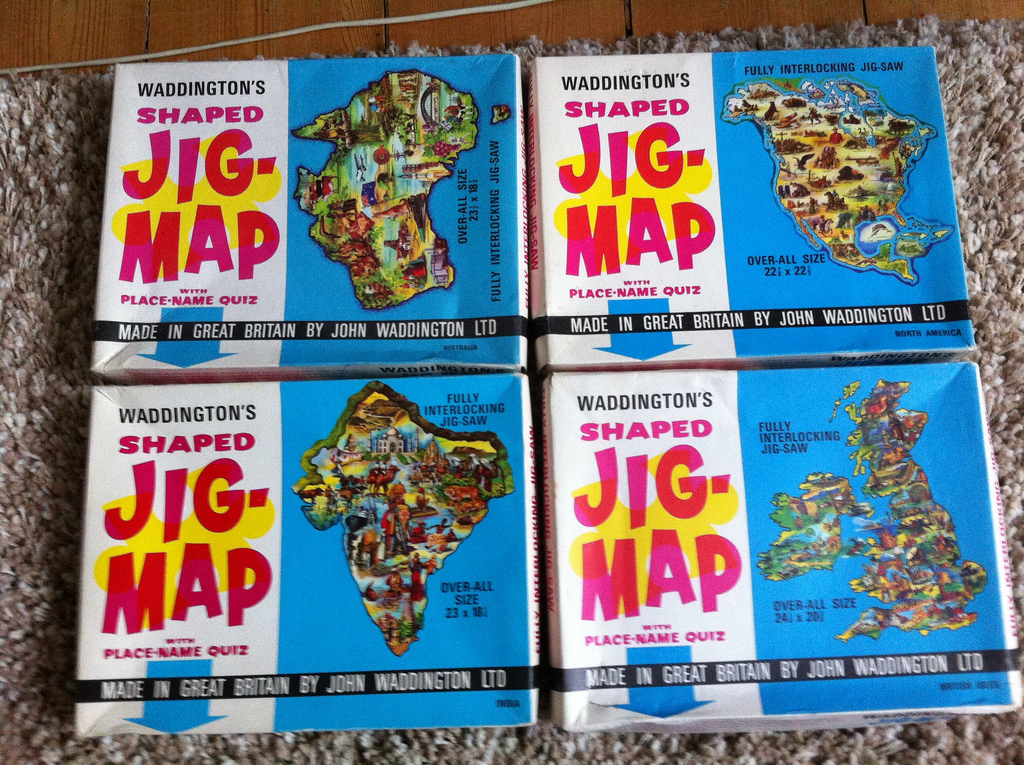 WADDINGTON'S
SHAPED
JIG-
MAP
WITH
PLACE-NAME QUIZ
OVER-ALL SIZE
FULLY INTERLOCKING JIG-SAW
MADE IN GREAT BRITAIN BY JOHN WADDINGTON LTD
AUSTRALIA
WADDINGTON'S
SHAPED
JIG-
MAP
WITH
PLACE-NAME QUIZ
FULLY INTERLOCKING JIG-SAW
OVER-ALL SIZE
MADE IN GREAT BRITAIN BY JOHN WADDINGTON LTD
NORTH AMERICA
WADDINGTON'S
WADDINGTON'S
SHAPED
JIG-
MAP
WITH
PLACE-NAME QUIZ
FULLY
INTERLOCKING
JIG-SAW
OVER-ALL
SIZE
MADE IN GREAT BRITAIN BY JOHN WADDINGTON LTD
INDIA
WADDINGTON'S
WADDINGTON'S
SHAPED
JIG-
MAP
WITH
PLACE-NAME QUIZ
FULLY
INTERLOCKING
JIG-SAW
OVER-ALL SIZE
MADE IN GREAT BRITAIN BY JOHN WADDINGTON LTD
BRITISH ISLES